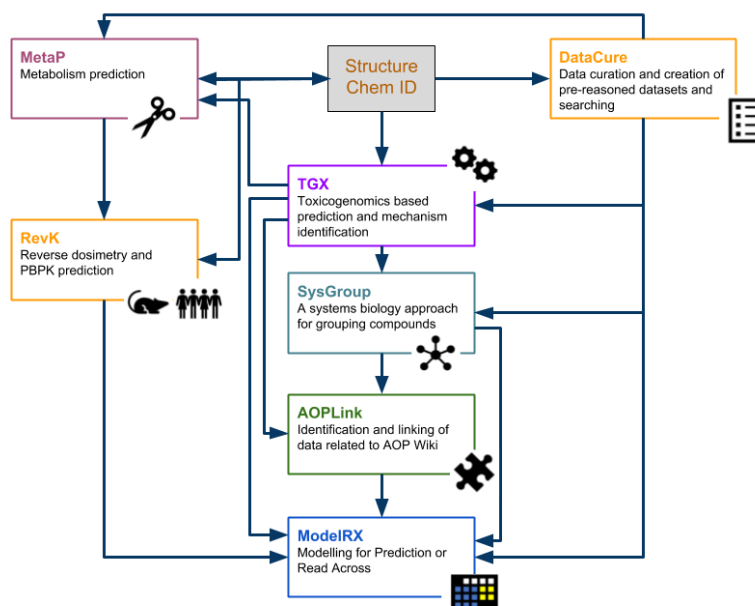 MetaP
Metabolism prediction
Structure
Chem ID
DataCure
Data curation and creation of
pre-reasoned datasets and
searching
TGX
Toxicogenomics based
prediction and mechanism
identification
RevK
Reverse dosimetry and
PBPK prediction
SysGroup
A systems biology approach
for grouping compounds
AOPLink
Identification and linking of
data related to AOP Wiki
ModelRX
Modelling for Prediction or
Read Across